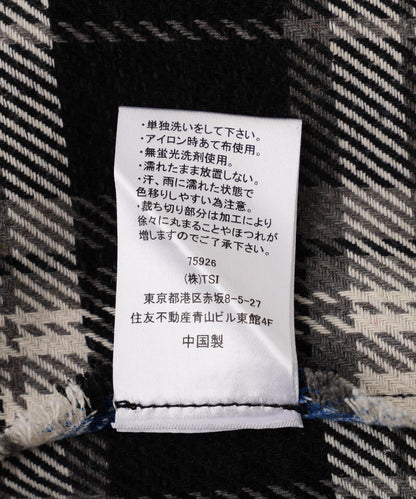 ・単独洗いをして下さい。
・アイロン時あて布使用。
・無蛍光洗剤使用。
・濡れたまま放置しない。
・汗、雨に濡れた状態で
色移りしやすい為注意。
・裁ち切り部分は加工により
徐々に丸まることやほつれが
増しますのでご了承下さい。
75926
(株)TSI
東京都港区赤坂8-5-27
住友不動産青山ビル東館4F
中国製